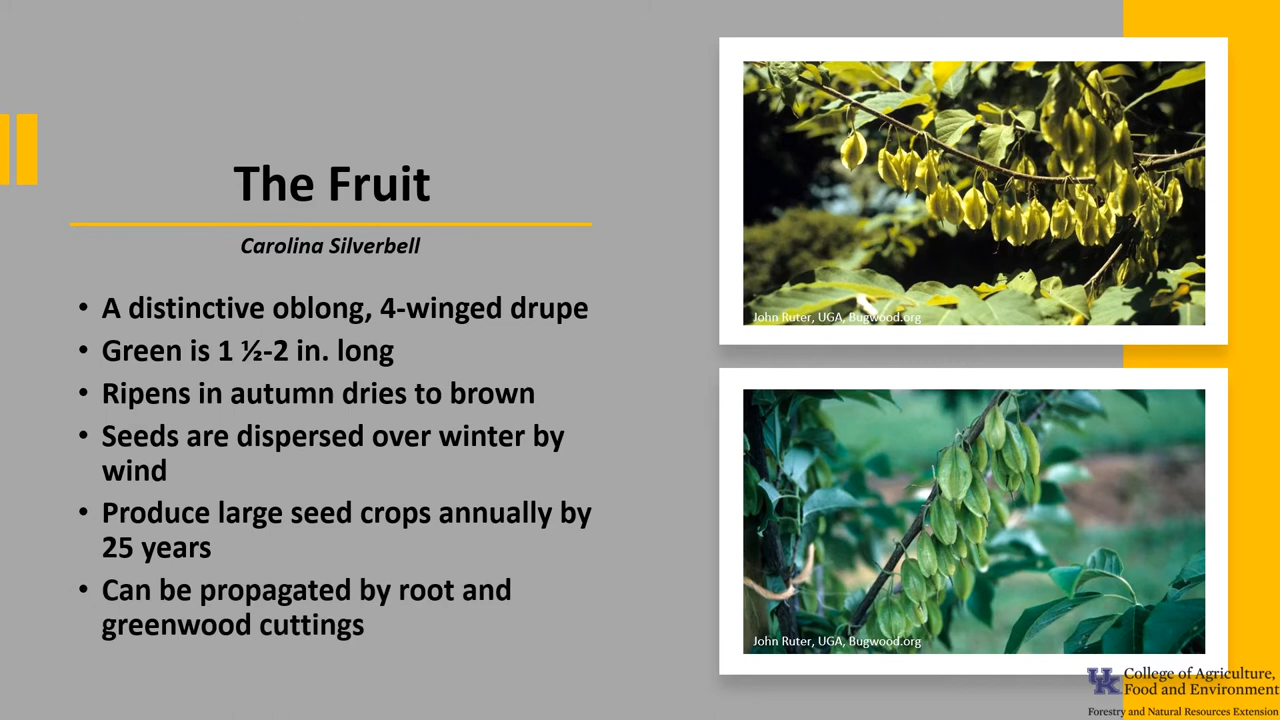 The Fruit
Carolina Silverbell
• A distinctive oblong, 4-winged drupe
• Green is 1 ½-2 in. long
• Ripens in autumn dries to brown
• Seeds are dispersed over winter by
wind
• Produce large seed crops annually by
25 years
• Can be propagated by root and
greenwood cuttings
John Ruter, UGA, Bugwood.org
John Ruter, UGA, Bugwood.org
UK College of Agriculture,
Food and Environment
Forestry and Natural Resources Extension